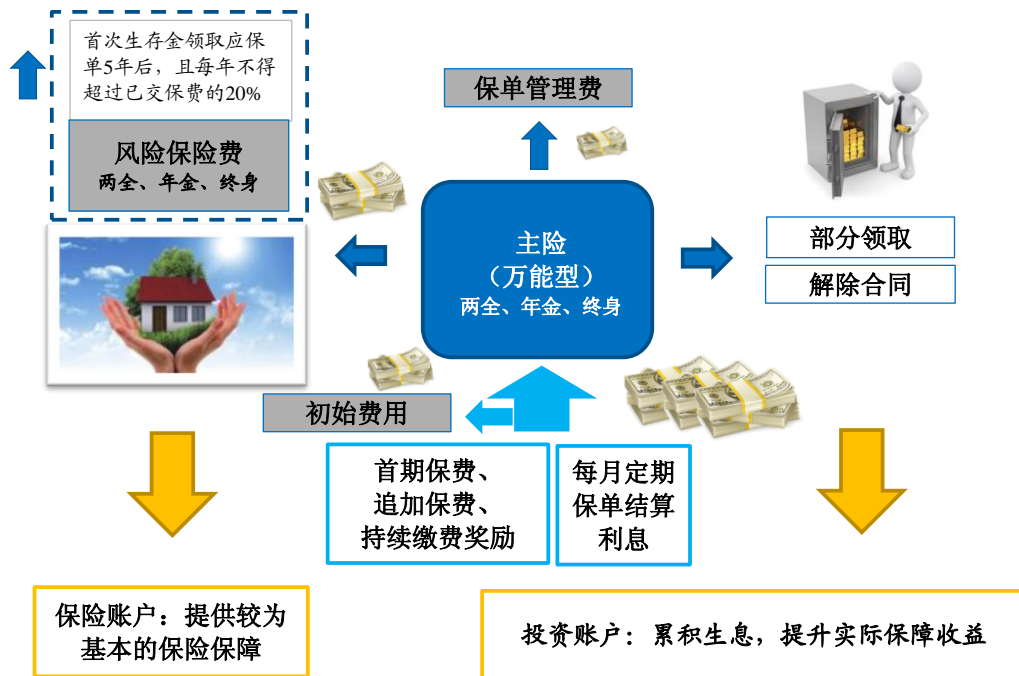 首次生存金领取应保
单5年后，且每年不得
超过已交保费的20%
风险保险费
两全、年金、终身
保单管理费
主险
（万能型）
两全、年金、终身
部分领取
解除合同
初始费用
首期保费、
追加保费、
持续缴费奖励
每月定期
保单结算
利息
保险账户：提供较为
基本的保险保障
投资账户：累积生息，提升实际保障收益